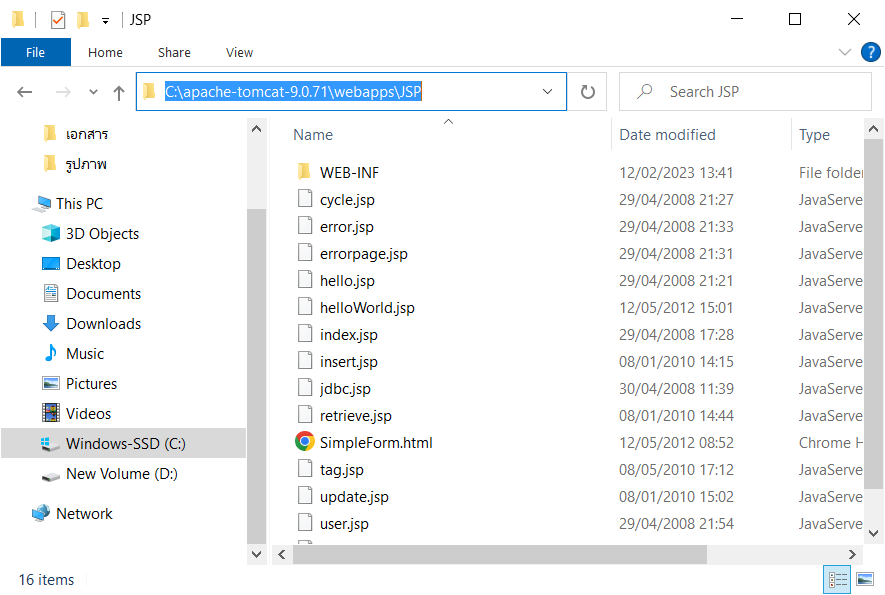 JSP
File Home Share View
C:\apache-tomcat-9.0.71\webapps\JSP Search JSP
เอกสาร
รูปภาพ
This PC
3D Objects
Desktop
Documents
Downloads
Music
Pictures
Videos
Windows-SSD (C:)
New Volume (D:)
Network
Name Date modified Type
WEB-INF 12/02/2023 13:41 File folder
cycle.jsp 29/04/2008 21:27 JavaServe
error.jsp 29/04/2008 21:33 JavaServe
errorpage.jsp 29/04/2008 21:31 JavaServe
hello.jsp 29/04/2008 21:21 JavaServe
helloWorld.jsp 12/05/2012 15:01 JavaServe
index.jsp 29/04/2008 17:28 JavaServe
insert.jsp 08/01/2010 14:15 JavaServe
jdbc.jsp 30/04/2008 11:39 JavaServe
retrieve.jsp 08/01/2010 14:44 JavaServe
SimpleForm.html 12/05/2012 08:52 Chrome H
tag.jsp 08/05/2010 17:12 JavaServe
update.jsp 08/01/2010 15:02 JavaServe
user.jsp 29/04/2008 21:54 JavaServe
16 items